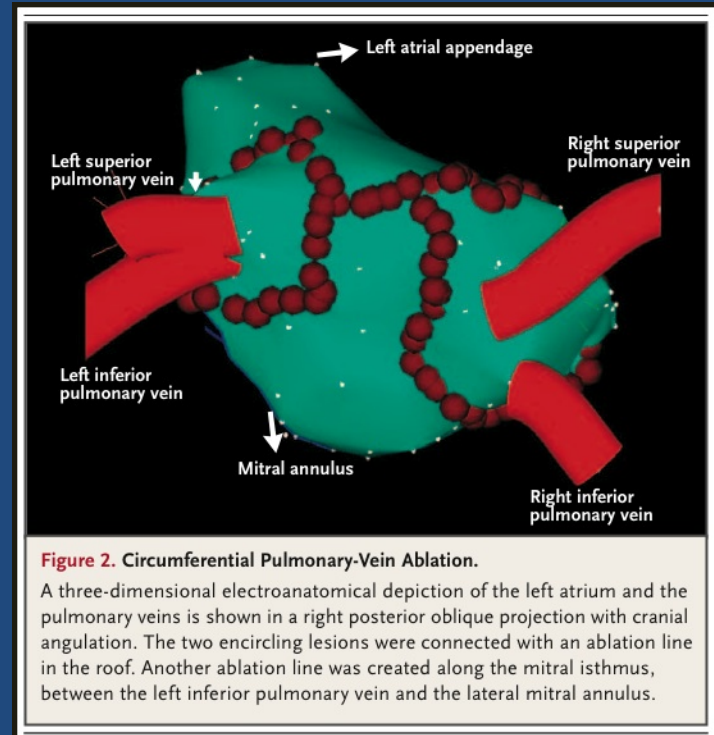 Left atrial appendage
Left superior
pulmonary vein
Right superior
pulmonary vein
Left inferior
pulmonary vein
Mitral annulus
Right inferior
pulmonary vein
Figure 2. Circumferential Pulmonary-Vein Ablation.
A three-dimensional electroanatomical depiction of the left atrium and the
pulmonary veins is shown in a right posterior oblique projection with cranial
angulation. The two encircling lesions were connected with an ablation line
in the roof. Another ablation line was created along the mitral isthmus,
between the left inferior pulmonary vein and the lateral mitral annulus.